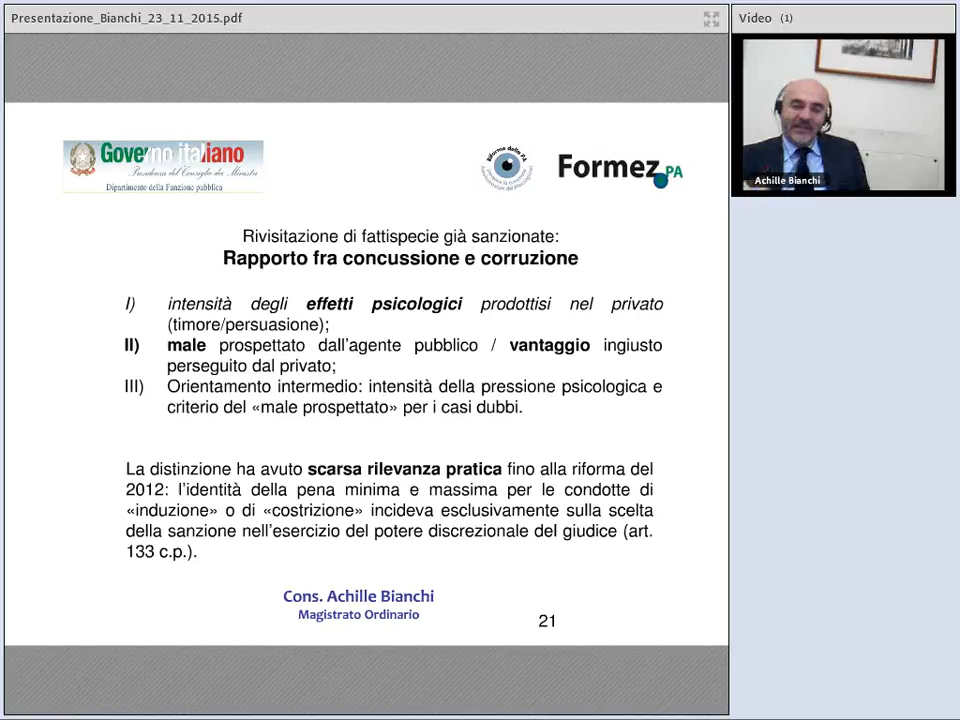 Presentazione_Bianchi_23_11_2015.pdf
Video (1)
Governo italiano
Presidenza del Consiglio dei Ministri
Dipartimento della Funzione pubblica
Riforma della PA
Formez PA
Achille Bianchi
Rivisitazione di fattispecie già sanzionate:
Rapporto fra concussione e corruzione
I) intensità degli effetti psicologici prodottisi nel privato
(timore/persuasione);
II) male prospettato dall'agente pubblico / vantaggio ingiusto
perseguito dal privato;
III) Orientamento intermedio: intensità della pressione psicologica e
criterio del «male prospettato» per i casi dubbi.
La distinzione ha avuto scarsa rilevanza pratica fino alla riforma del
2012: l'identità della pena minima e massima per le condotte di
«induzione» o di «costrizione» incideva esclusivamente sulla scelta
della sanzione nell'esercizio del potere discrezionale del giudice (art.
133 c.p.).
Cons. Achille Bianchi
Magistrato Ordinario
21